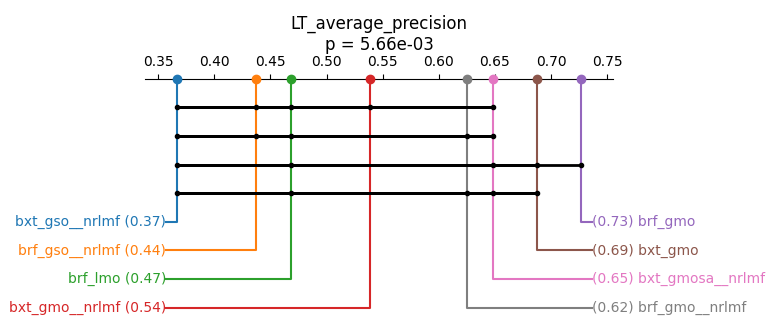 LT_average_precision
p = 5.66e-03
0.35 0.40 0.45 0.50 0.55 0.60 0.65 0.70 0.75
bxt_gso__nrlmf (0.37) (0.73) brf_gmo
brf_gso__nrlmf (0.44) (0.69) bxt_gmo
brf_lmo (0.47) (0.65) bxt_gmosa__nrlmf
bxt_gmo__nrlmf (0.54) (0.62) brf_gmo__nrlmf